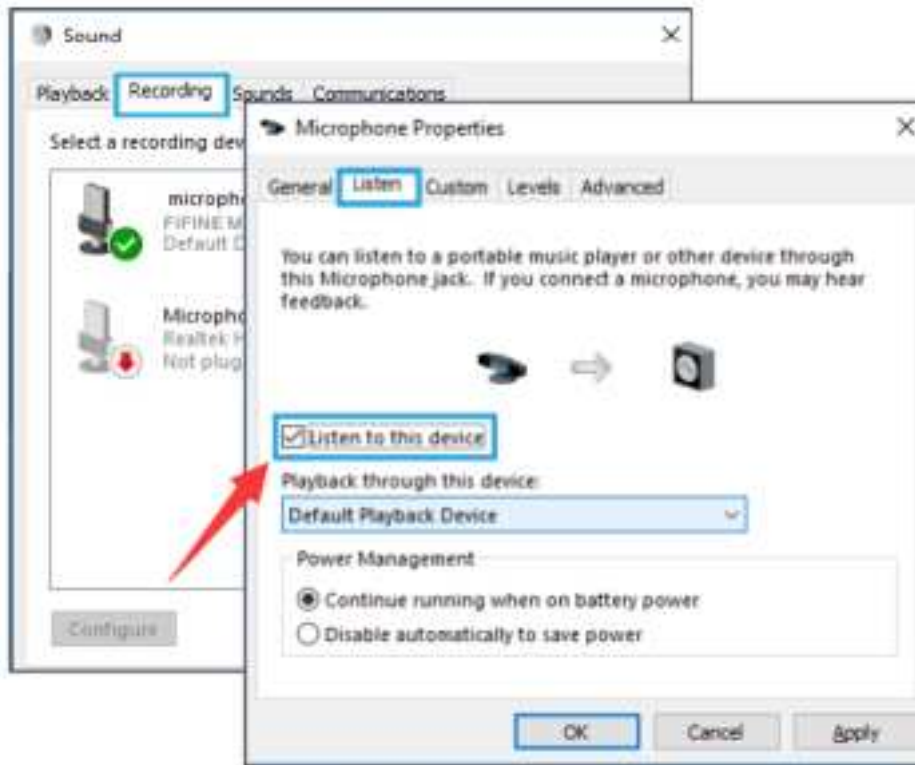 Sound
Playback Recording Sounds Communications
Select a recording dev
microph
FIFINE M
Default D
Micropho
Realtek H
Not plug
Configure
Microphone Properties
General Listen Custom Levels Advanced
You can listen to a portable music player or other device through
this Microphone jack. If you connect a microphone, you may hear
feedback.
Listen to this device
Playback through this device:
Default Playback Device
Power Management
Continue running when on battery power
Disable automatically to save power
OK Cancel Apply